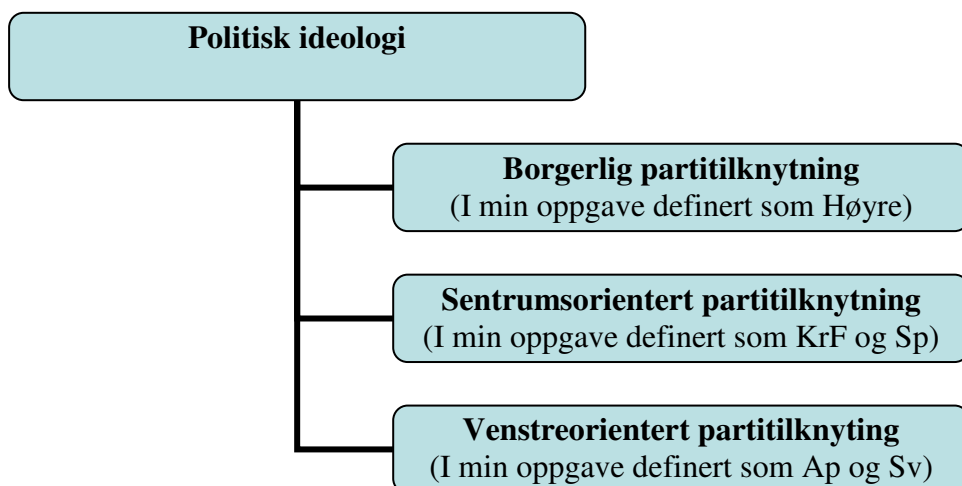 Politisk ideologi
Borgerlig partitilknytning
(I min oppgave definert som Høyre)
Sentrumsorientert partitilknytning
(I min oppgave definert som KrF og Sp)
Venstreorientert partitilknyting
(I min oppgave definert som Ap og Sv)